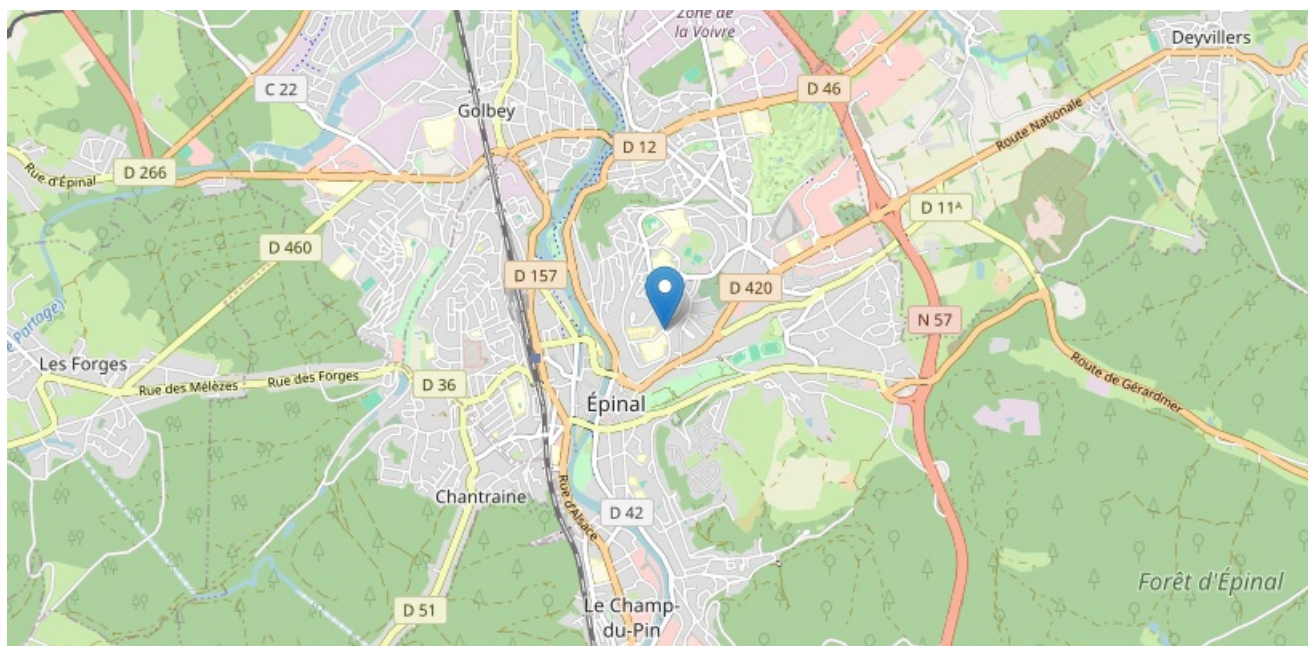 Zone de
la Voivre
Deyvillers
C 22
D 46
Golbey
Route Nationale
D 12
Rue d'Épinal
D 266
D 11ᴬ
D 460
D 157
D 420
N 57
e Partage)
Les Forges
Rue des Mélèzes
Rue des Forges
D 36
Route de Gérardmer
Épinal
Chantraine
Rue d'Alsace
D 42
Forêt d'Épinal
D 51
Le Champ-
du-Pin